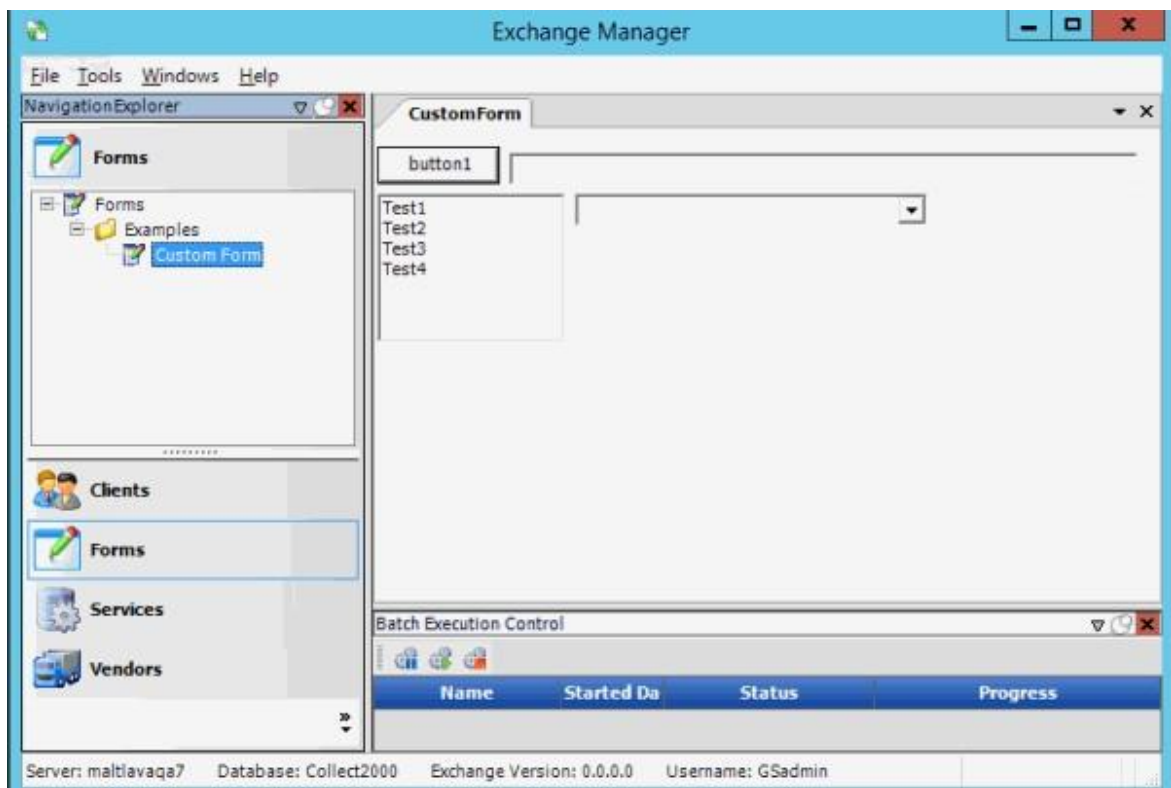 Exchange Manager
File Tools Windows Help
NavigationExplorer
Forms
Forms
Examples
Custom Form
Clients
Forms
Services
Vendors
CustomForm
button1
Test1
Test2
Test3
Test4
Batch Execution Control
Name Started Da Status Progress
Server: maltlavaqa7 Database: Collect2000 Exchange Version: 0.0.0.0 Username: GSadmin